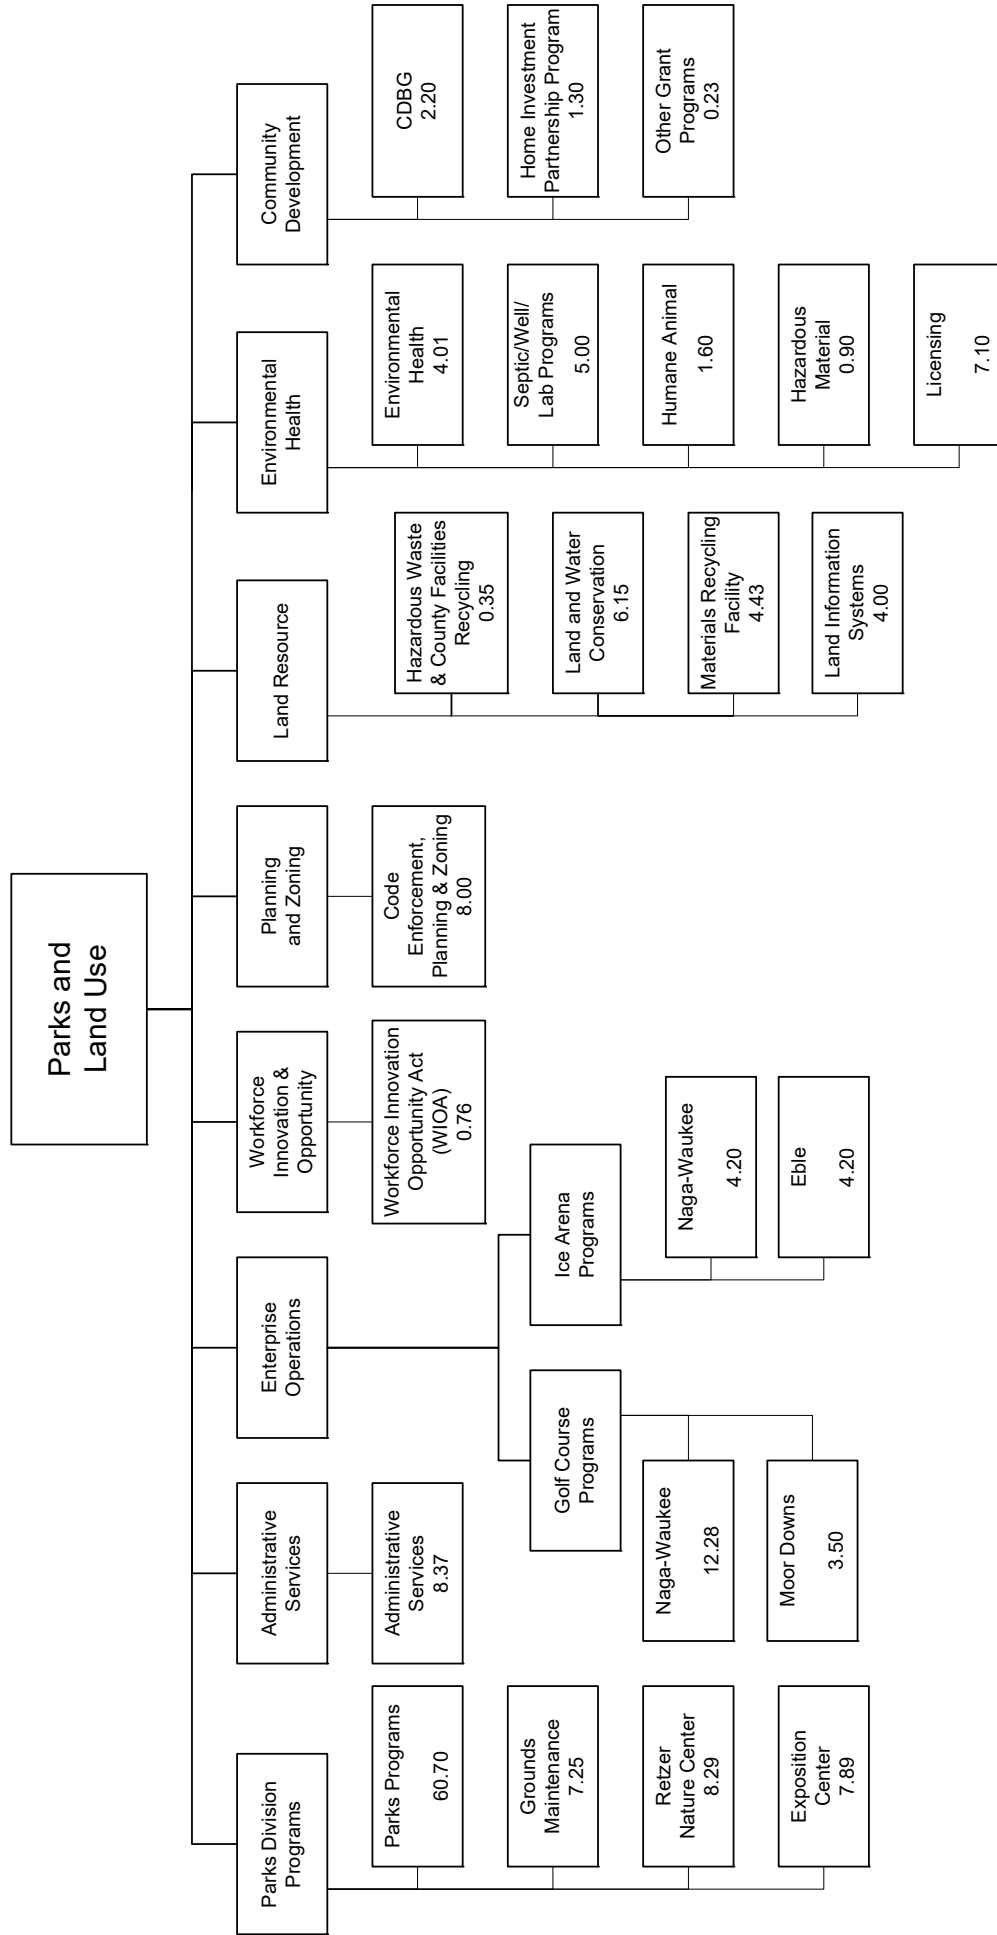 Parks and
Land Use
Parks Division
Programs
Parks Programs
60.70
Grounds
Maintenance
7.25
Retzer
Nature Center
8.29
Exposition
Center
7.89
Administrative
Services
Administrative
Services
8.37
Enterprise
Operations
Golf Course
Programs
Naga-Waukee
12.28
Moor Downs
3.50
Ice Arena
Programs
Naga-Waukee
4.20
Eble
4.20
Workforce
Innovation &
Opportunity
Workforce Innovation
Opportunity Act
(WIOA)
0.76
Planning
and Zoning
Code
Enforcement,
Planning & Zoning
8.00
Land Resource
Hazardous Waste
& County Facilities
Recycling
0.35
Land and Water
Conservation
6.15
Materials Recycling
Facility
4.43
Land Information
Systems
4.00
Environmental
Health
Environmental
Health
4.01
Septic/Well/
Lab Programs
5.00
Humane Animal
1.60
Hazardous
Material
0.90
Licensing
7.10
Community
Development
CDBG
2.20
Home Investment
Partnership Program
1.30
Other Grant
Programs
0.23